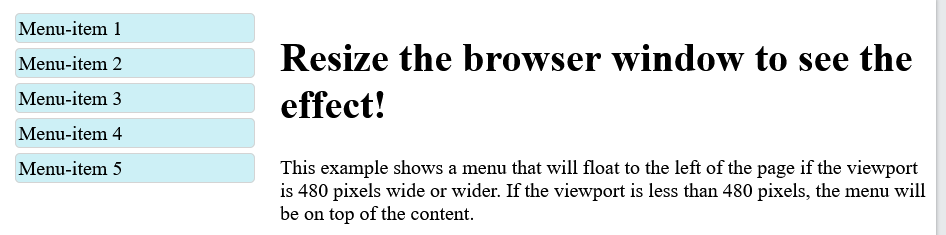 Menu-item 1
Menu-item 2
Menu-item 3
Menu-item 4
Menu-item 5
Resize the browser window to see the
effect!
This example shows a menu that will float to the left of the page if the viewport
is 480 pixels wide or wider. If the viewport is less than 480 pixels, the menu will
be on top of the content.